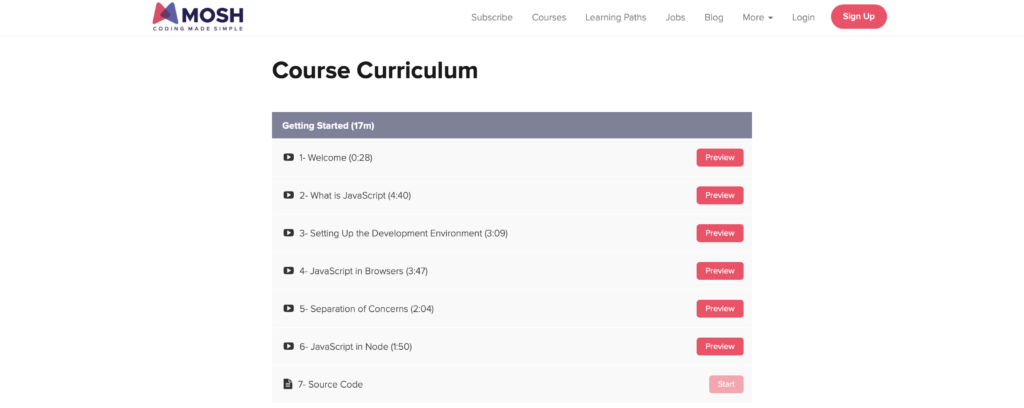 MOSH
CODING MADE SIMPLE
Subscribe Courses Learning Paths Jobs Blog More Login Sign Up
Course Curriculum
Getting Started (17m)
1- Welcome (0:28) Preview
2- What is JavaScript (4:40) Preview
3- Setting Up the Development Environment (3:09) Preview
4- JavaScript in Browsers (3:47) Preview
5- Separation of Concerns (2:04) Preview
6- JavaScript in Node (1:50) Preview
7- Source Code Start